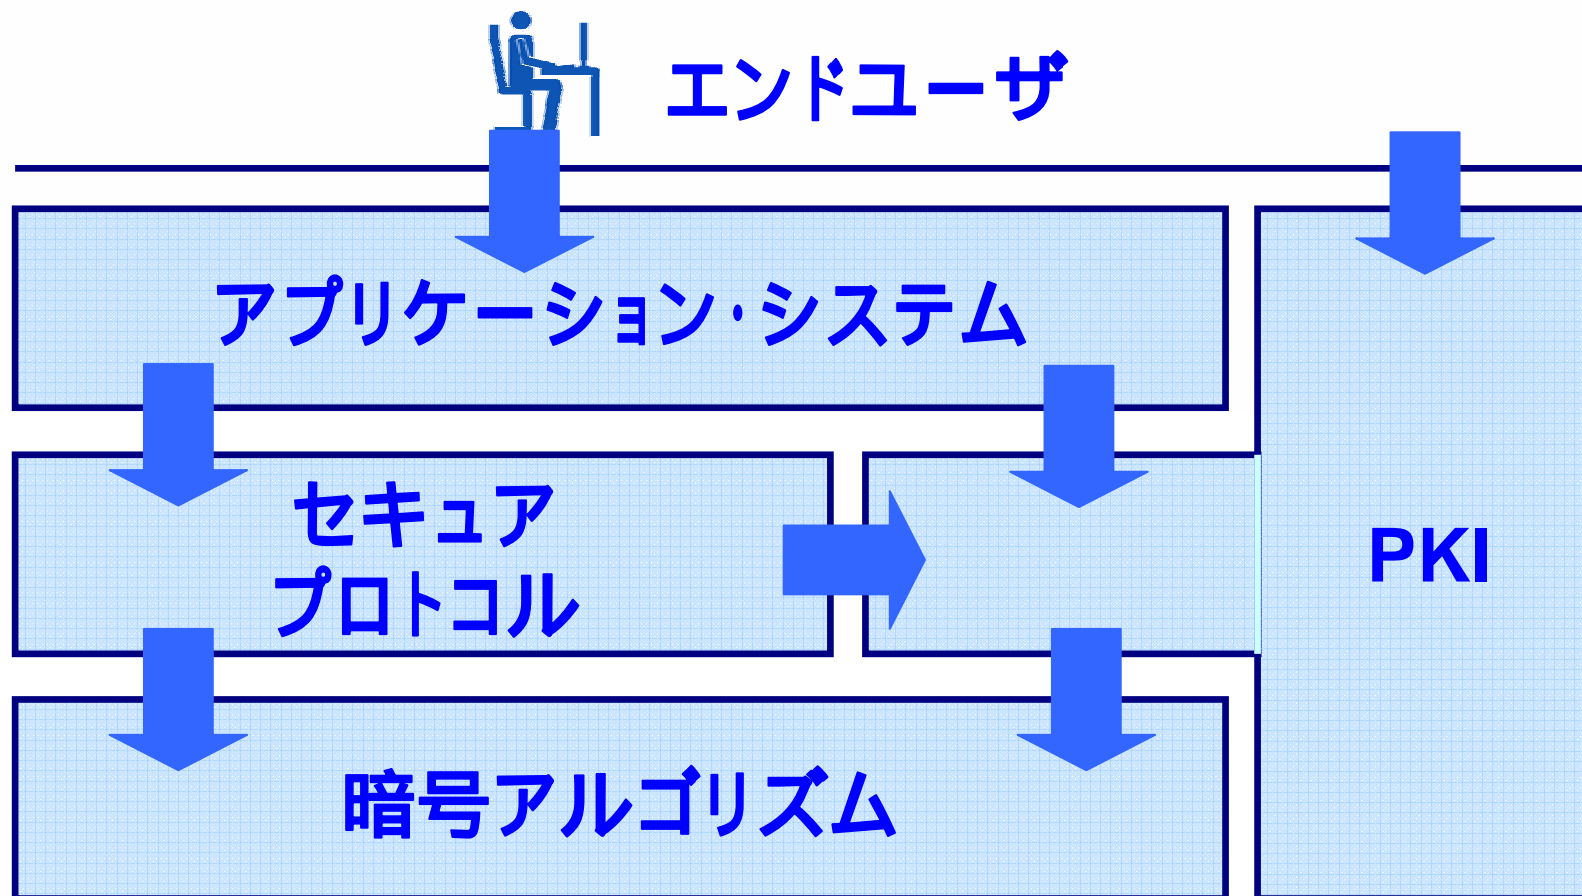 エンドユーザ
アプリケーション・システム
セキュア
プロトコル
PKI
暗号アルゴリズム